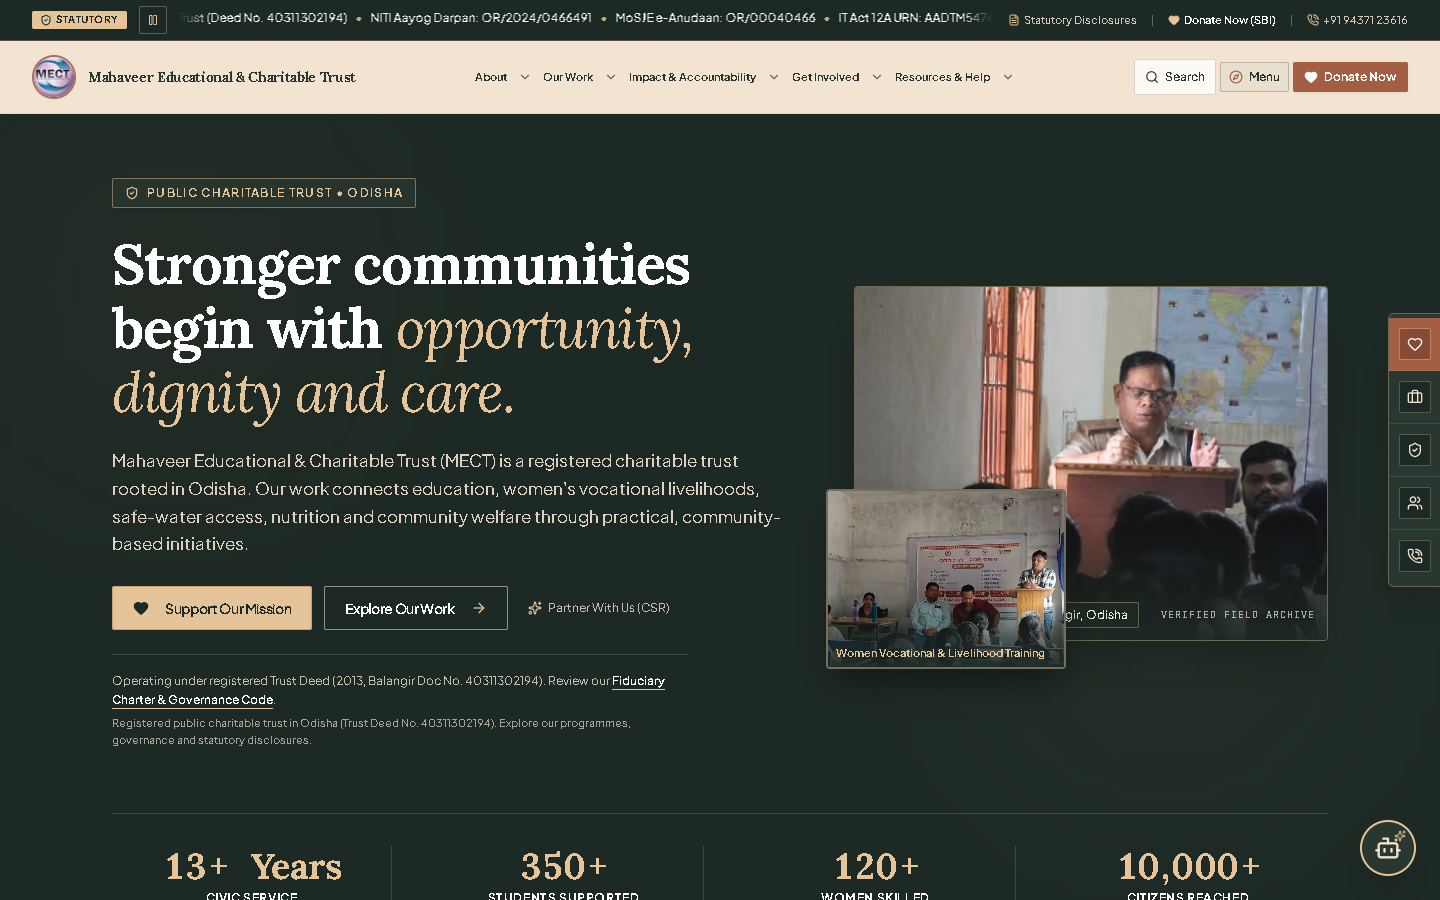 STATUTORY
Trust (Deed No. 40311302194) • NITI Aayog Darpan: OR/2024/0466491 • MoSJE e-Anudaan: OR/00040466 • IT Act 12A URN: AADTM547
Statutory Disclosures
Donate Now (SBI)
+91 94371 23616
MECT
Mahaveer Educational & Charitable Trust
About
Our Work
Impact & Accountability
Get Involved
Resources & Help
Search
Menu
Donate Now
PUBLIC CHARITABLE TRUST • ODISHA
Stronger communities
begin with opportunity,
dignity and care.
Mahaveer Educational & Charitable Trust (MECT) is a registered charitable trust
rooted in Odisha. Our work connects education, women's vocational livelihoods,
safe-water access, nutrition and community welfare through practical, community-
based initiatives.
Support Our Mission
Explore Our Work
Partner With Us (CSR)
Operating under registered Trust Deed (2013, Balangir Doc No. 40311302194). Review our Fiduciary
Charter & Governance Code.
Registered public charitable trust in Odisha (Trust Deed No. 40311302194). Explore our programmes,
governance and statutory disclosures.
gir, Odisha
VERIFIED FIELD ARCHIVE
Women Vocational & Livelihood Training
13+ Years
CIVIC SERVICE
350+
STUDENTS SUPPORTED
120+
WOMEN SKILLED
10,000+
CITIZENS REACHED